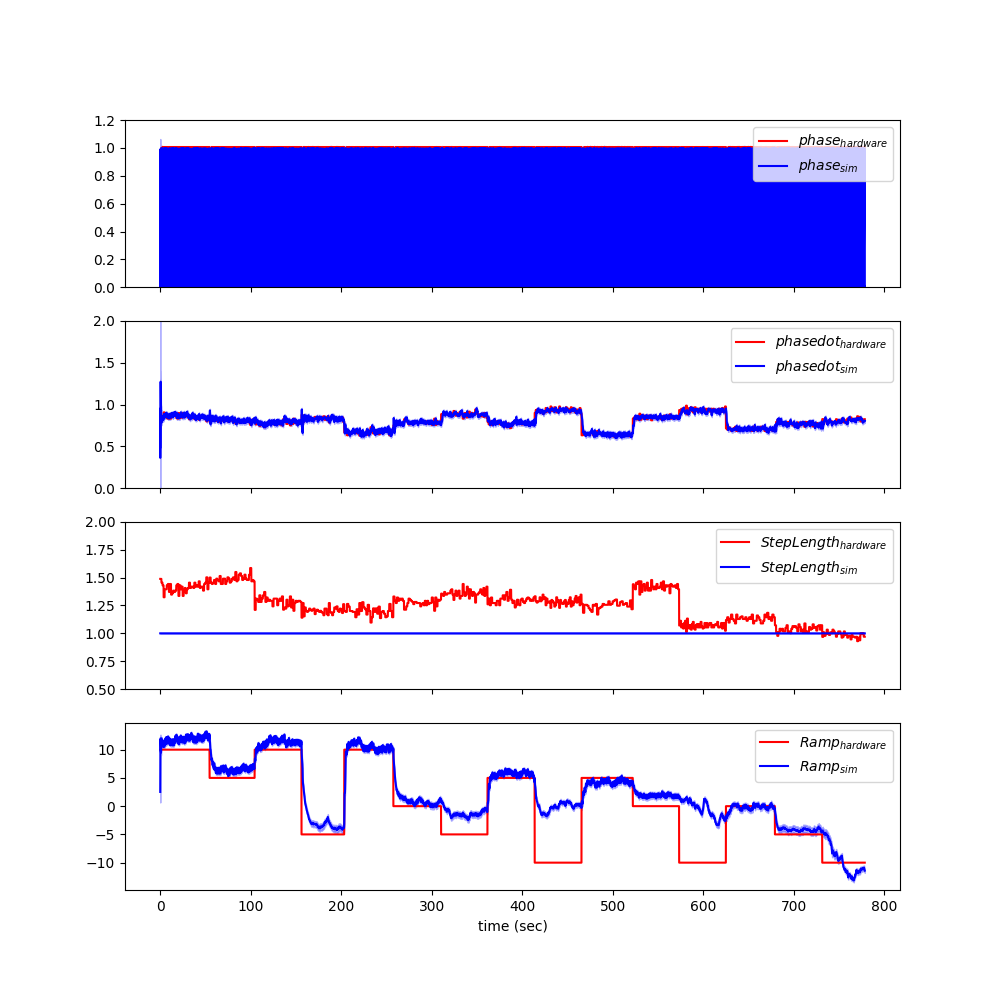 1.2
1.0
0.8
0.6
0.4
0.2
0.0
phase_hardware
phase_sim
2.0
1.5
1.0
0.5
0.0
phasedot_hardware
phasedot_sim
2.00
1.75
1.50
1.25
1.00
0.75
0.50
StepLength_hardware
StepLength_sim
10
5
0
−5
−10
Ramp_hardware
Ramp_sim
0 100 200 300 400 500 600 700 800
time (sec)